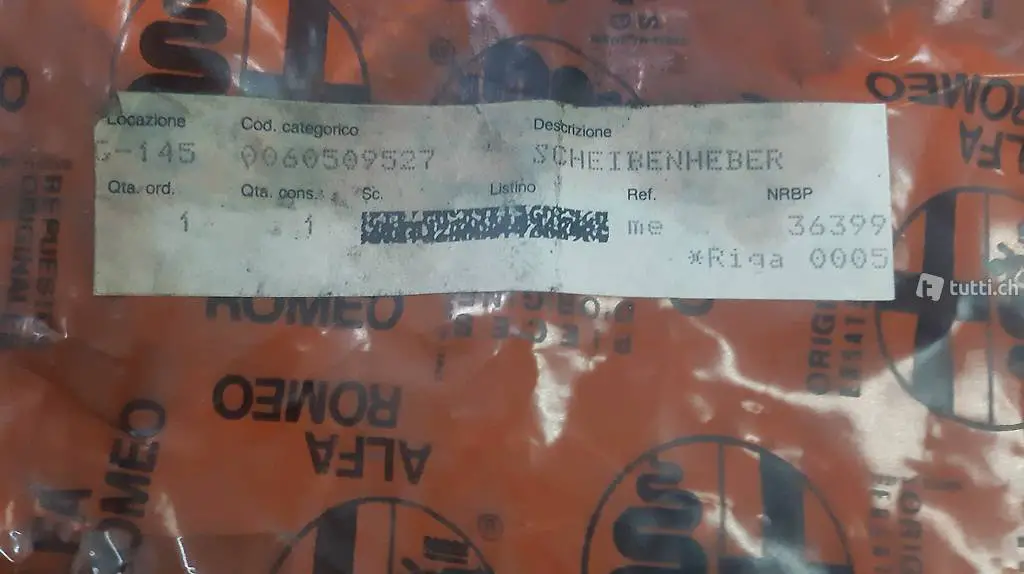 Locazione Cod. categorico Descrizione
-145 0060509527 SCHEIBENHEBER
Qta. ord. Qta. cons. Sc. Listino Ref. NRBP
1 1 me 36399
*Riga 0005
ROMEO
ALFA
ROMEO
ROMEO
ALFA
ROMEO
tutti.ch